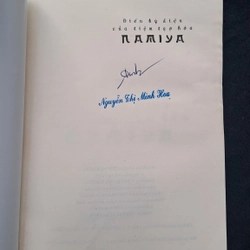 Điều kỳ diệu
của tiệm tạp hóa
NAMIYA
Nguyễn Thị Minh Hoa